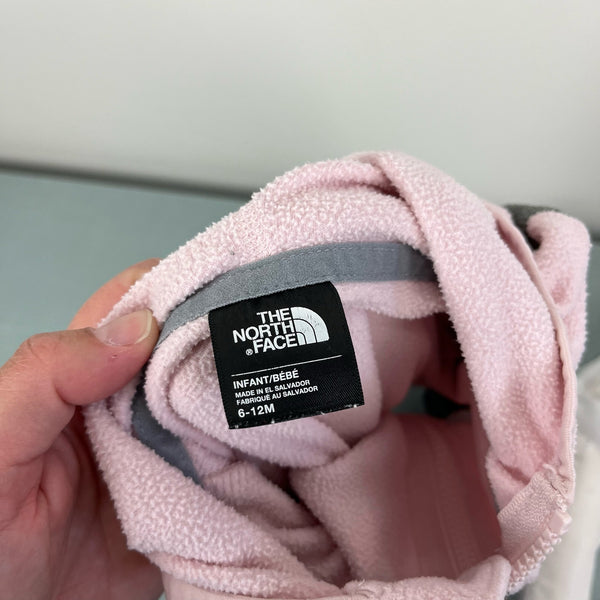 THE
NORTH
®FACE
INFANT/BÉBÉ
MADE IN EL SALVADOR
FABRIQUÉ AU SALVADOR
6-12M